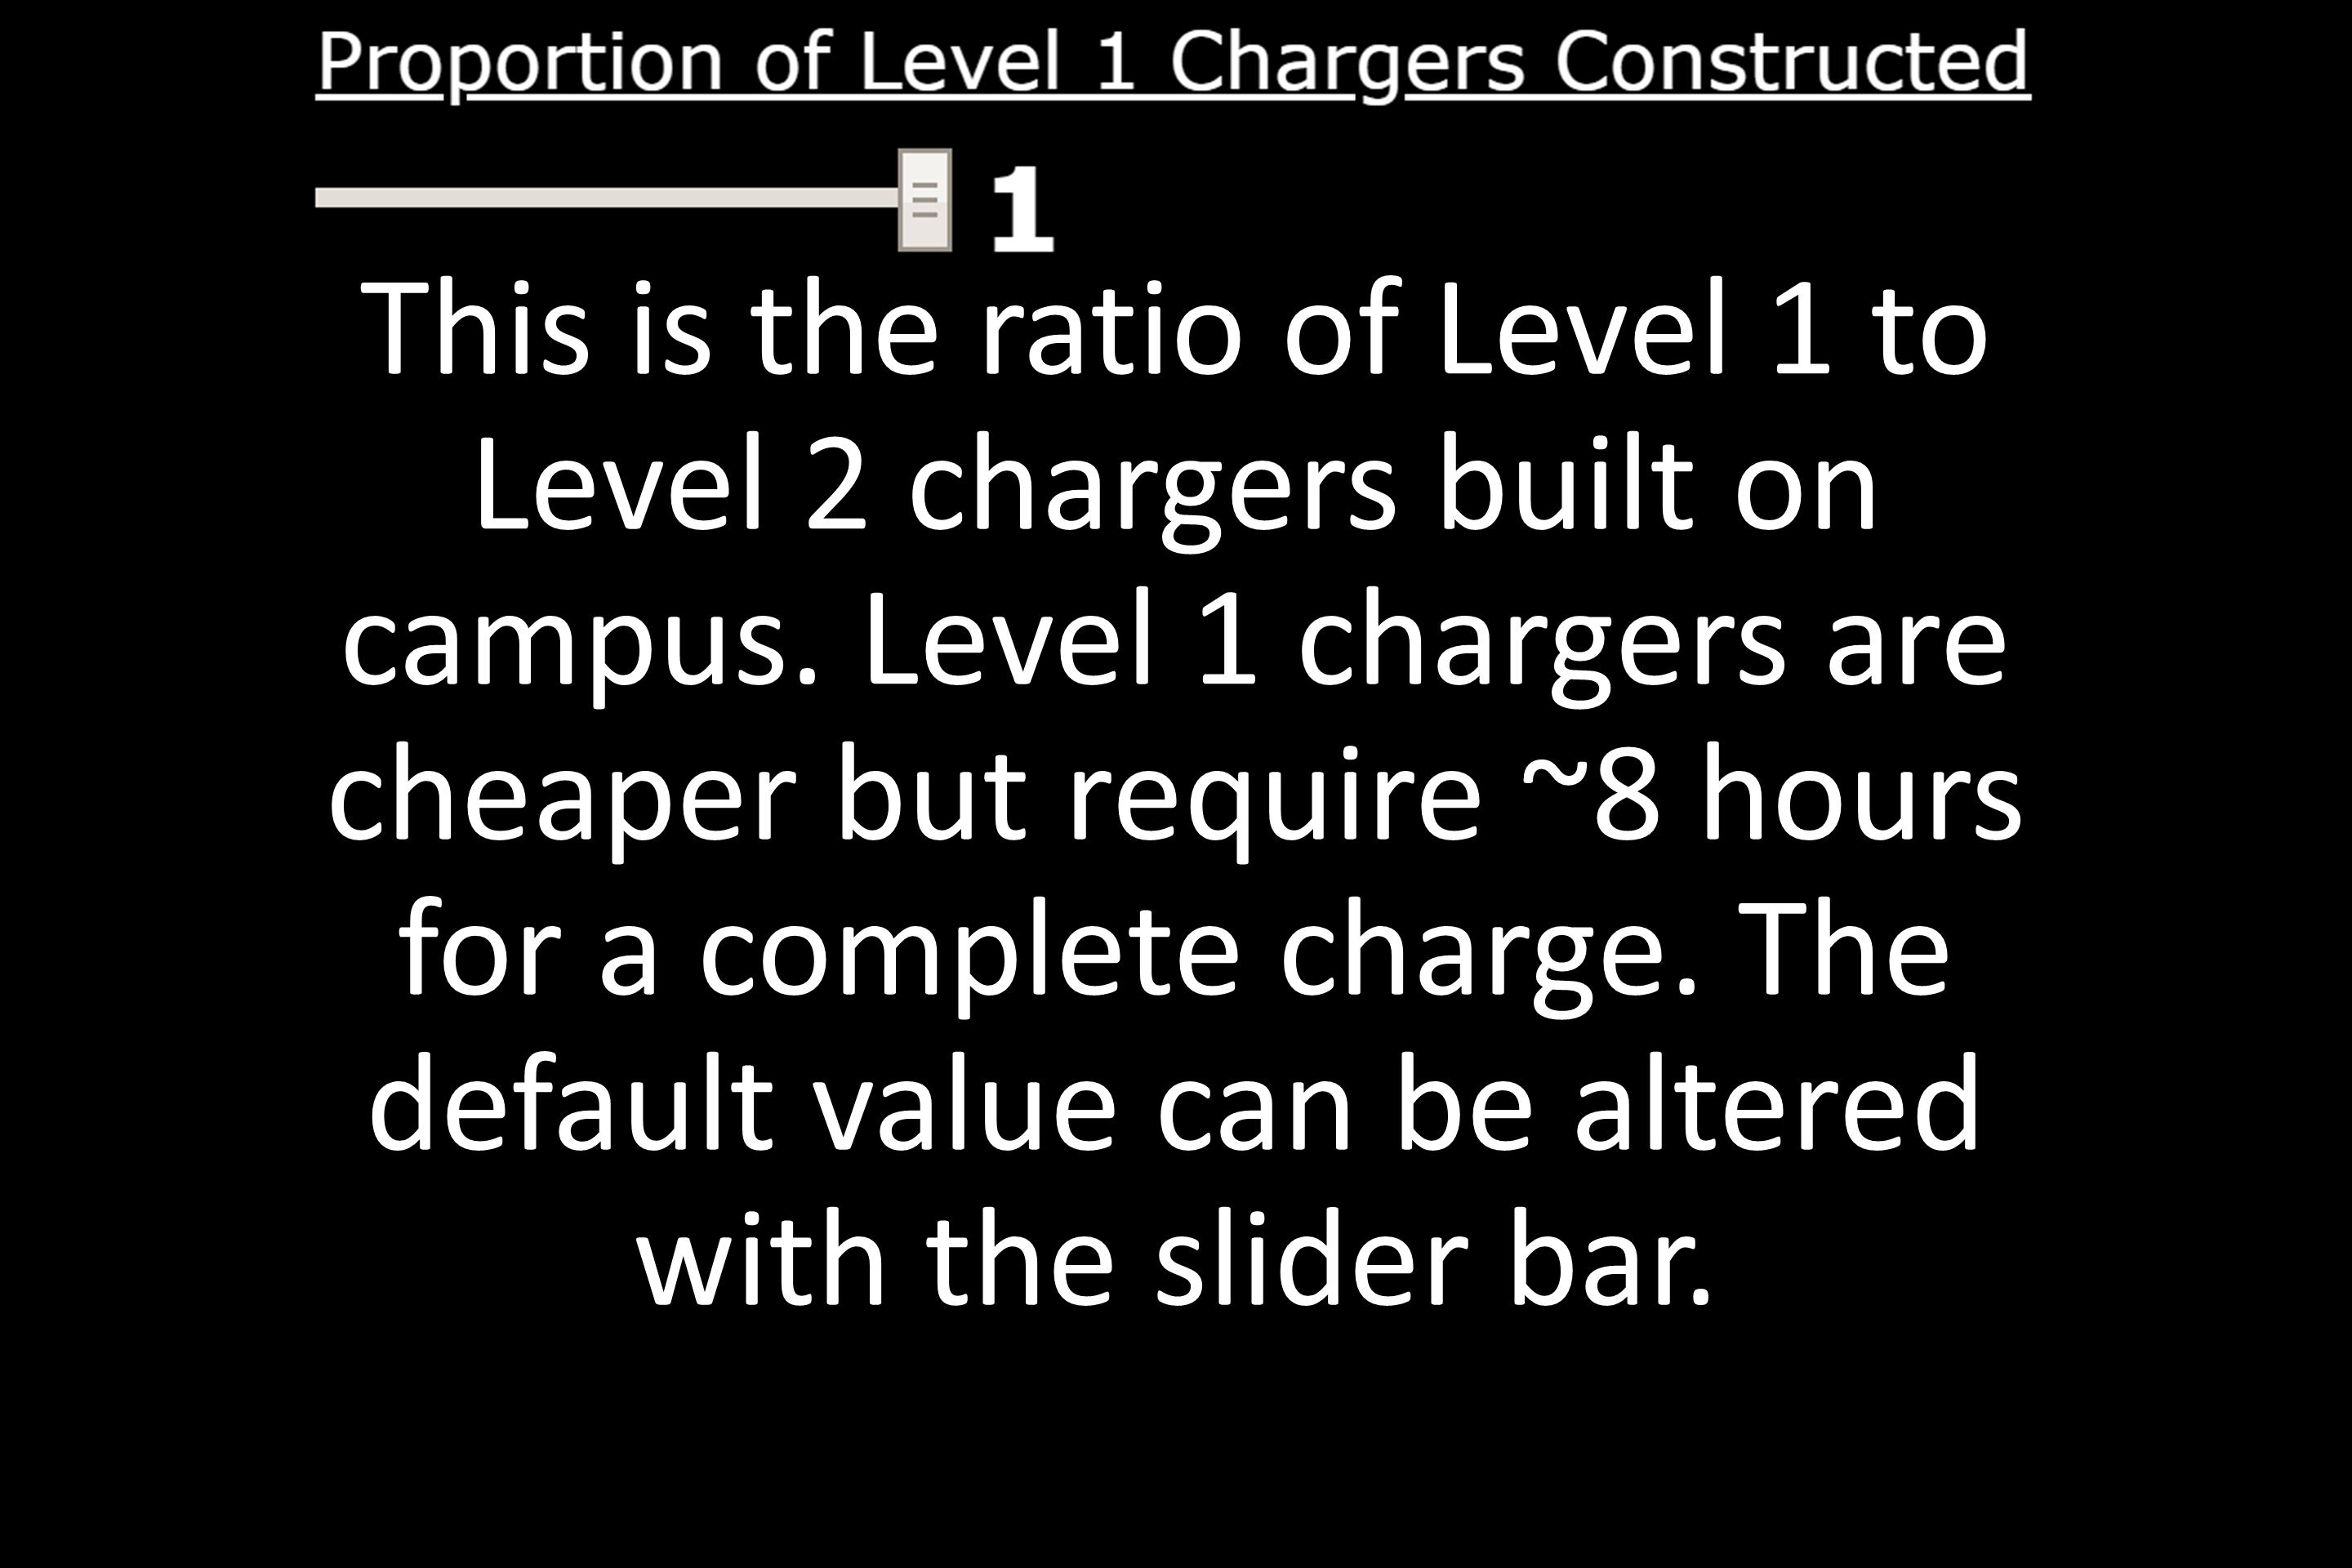 Proportion of Level 1 Chargers Constructed
1
This is the ratio of Level 1 to
Level 2 chargers built on
campus. Level 1 chargers are
cheaper but require ~8 hours
for a complete charge. The
default value can be altered
with the slider bar.